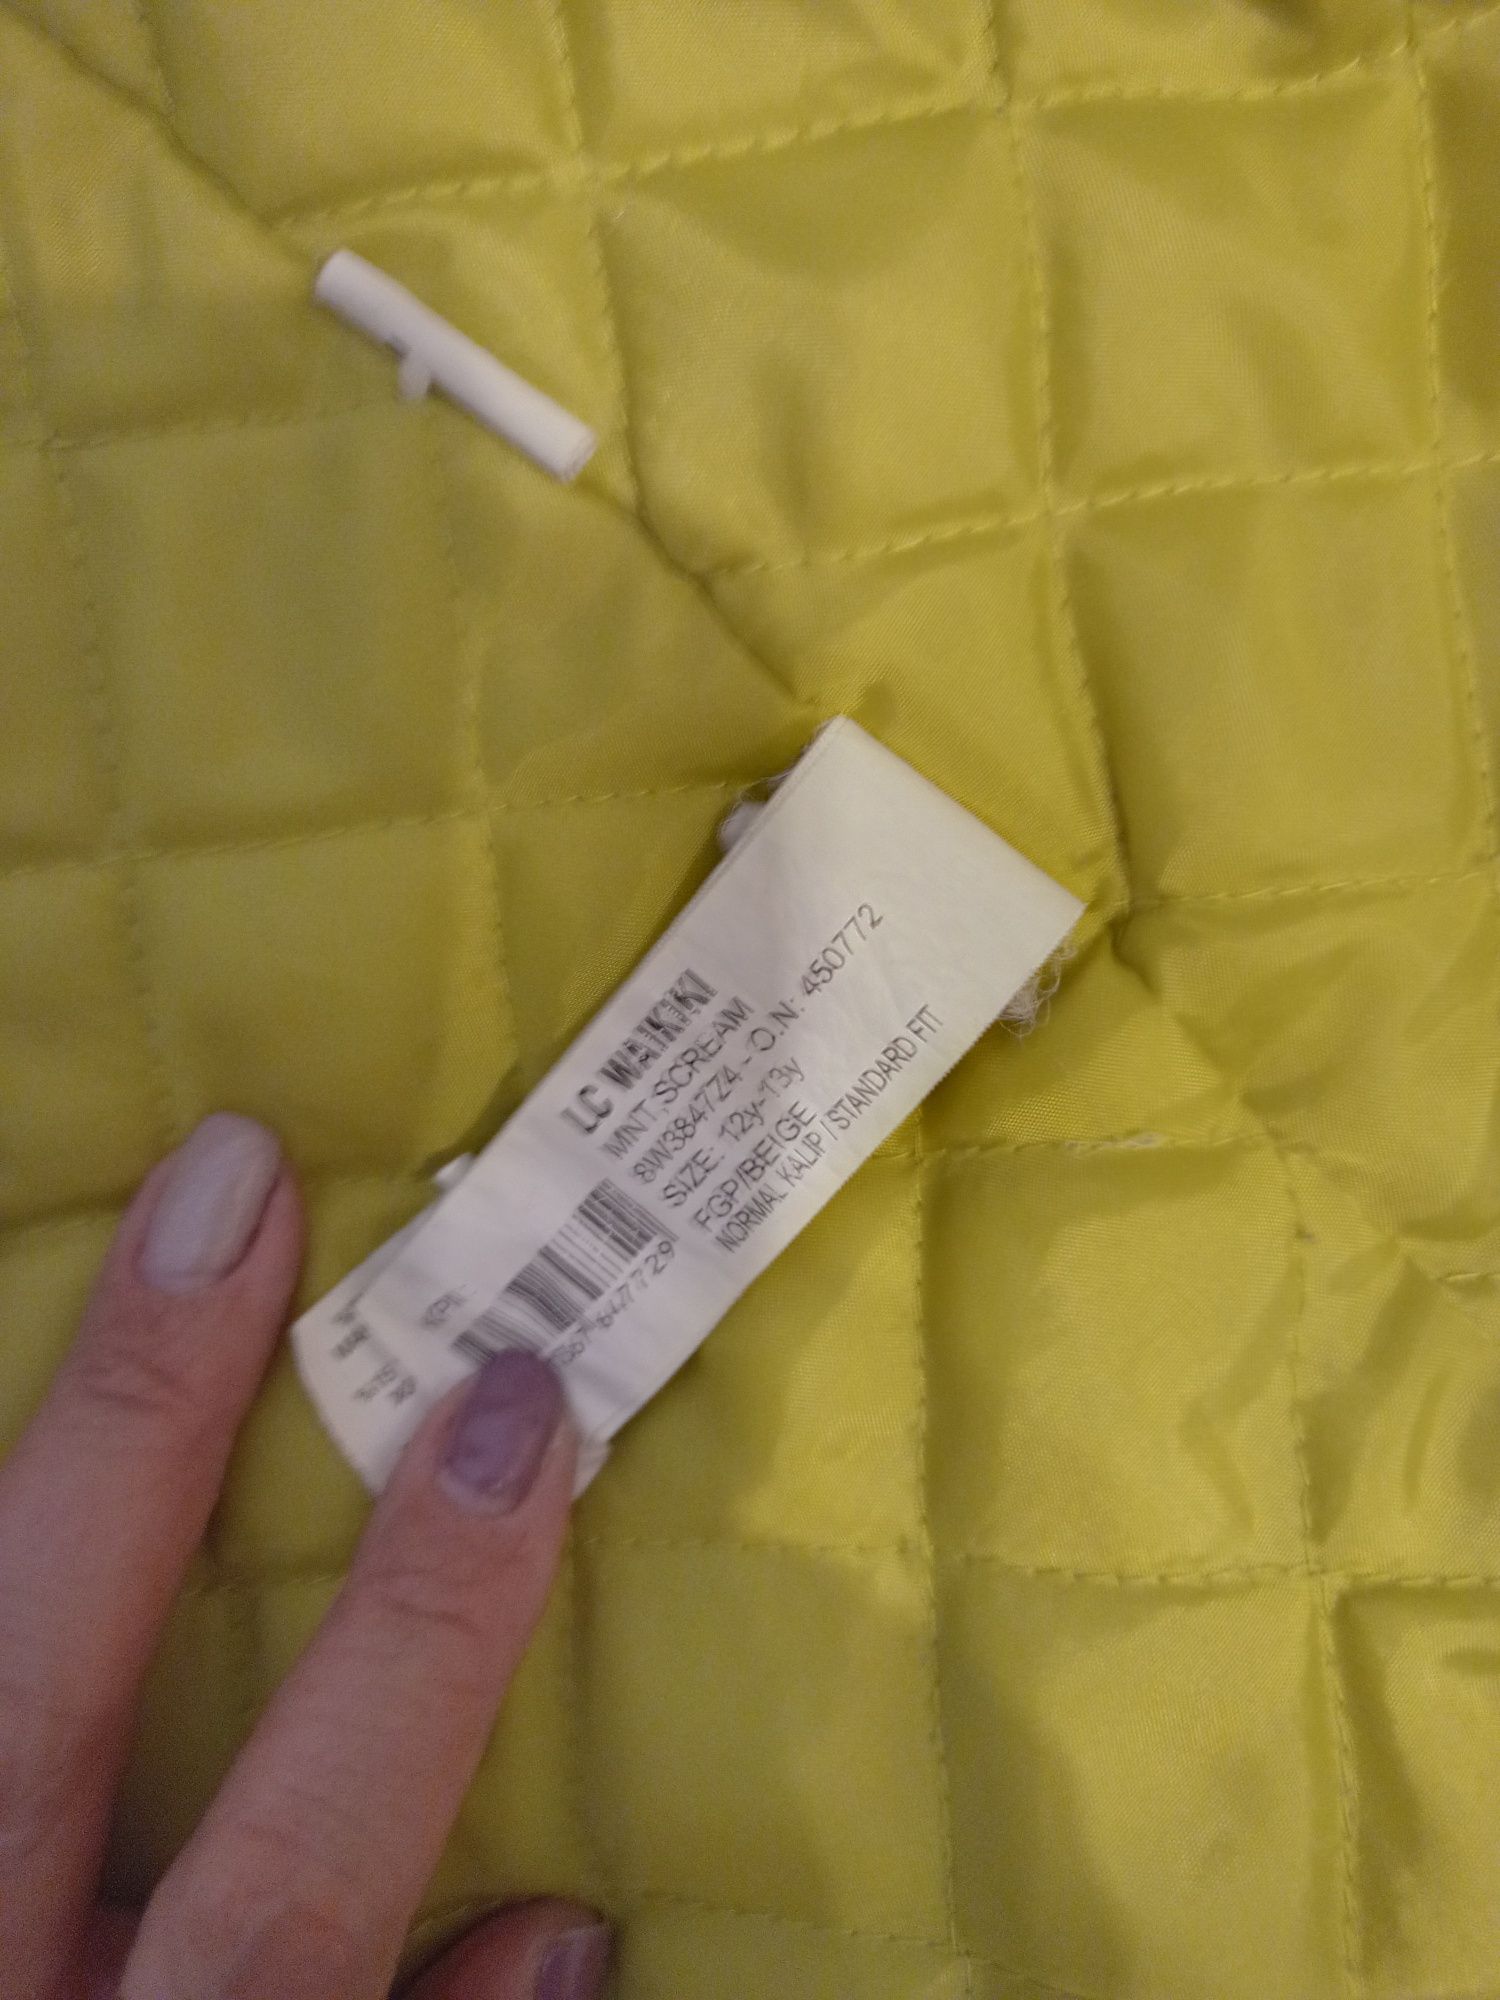 LC WAIKIKI
MNT,SCREAM
8W3847Z4 - O.N: 450772
SIZE: 12y-13y
FGP/BEIGE
NORMAL KALIP / STANDARD FIT